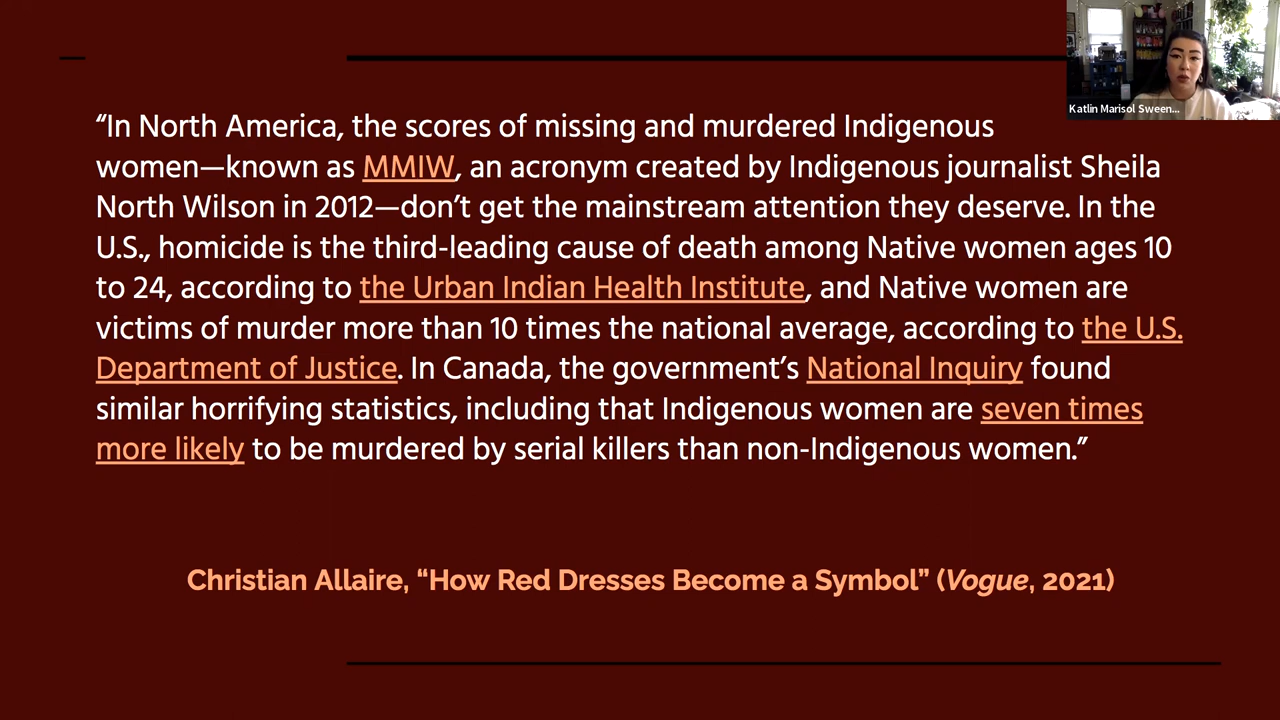 Katlin Marisol Sween...
“In North America, the scores of missing and murdered Indigenous
women—known as MMIW, an acronym created by Indigenous journalist Sheila
North Wilson in 2012—don’t get the mainstream attention they deserve. In the
U.S., homicide is the third-leading cause of death among Native women ages 10
to 24, according to the Urban Indian Health Institute, and Native women are
victims of murder more than 10 times the national average, according to the U.S.
Department of Justice. In Canada, the government’s National Inquiry found
similar horrifying statistics, including that Indigenous women are seven times
more likely to be murdered by serial killers than non-Indigenous women.”
Christian Allaire, “How Red Dresses Become a Symbol” (Vogue, 2021)